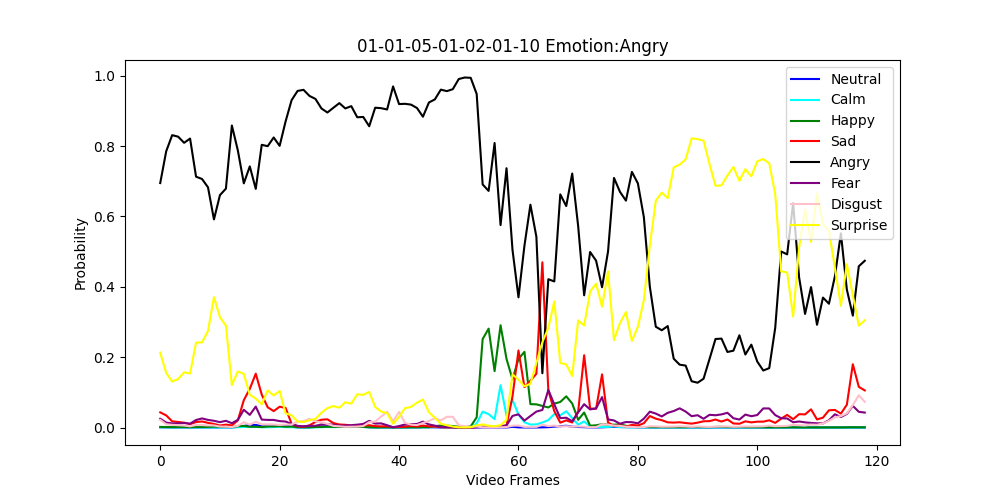 01-01-05-01-02-01-10 Emotion:Angry
1.0
0.8
0.6
0.4
0.2
0.0
Probability
0
20
40
60
80
100
120
Video Frames
Neutral
Calm
Happy
Sad
Angry
Fear
Disgust
Surprise